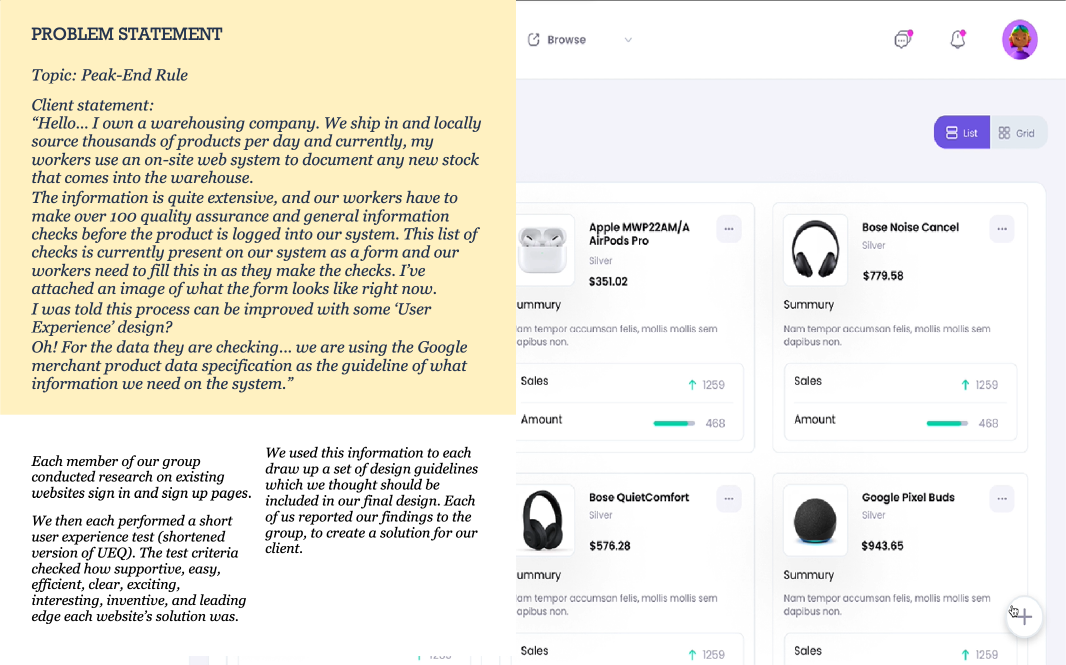 PROBLEM STATEMENT
Topic: Peak-End Rule
Client statement:
“Hello... I own a warehousing company. We ship in and locally
source thousands of products per day and currently, my
workers use an on-site web system to document any new stock
that comes into the warehouse.
The information is quite extensive, and our workers have to
make over 100 quality assurance and general information
checks before the product is logged into our system. This list of
checks is currently present on our system as a form and our
workers need to fill this in as they make the checks. I’ve
attached an image of what the form looks like right now.
I was told this process can be improved with some ‘User
Experience’ design?
Oh! For the data they are checking... we are using the Google
merchant product data specification as the guideline of what
information we need on the system.”
Each member of our group
conducted research on existing
websites sign in and sign up pages.
We then each performed a short
user experience test (shortened
version of UEQ). The test criteria
checked how supportive, easy,
efficient, clear, exciting,
interesting, inventive, and leading
edge each website’s solution was.
We used this information to each
draw up a set of design guidelines
which we thought should be
included in our final design. Each
of us reported our findings to the
group, to create a solution for our
client.
Browse
List
Grid
Apple MWP22AM/A
AirPods Pro
Silver
$351.02
ummury
am tempor accumsan felis, mollis mollis sem
apibus non.
Sales
1259
Amount
468
Bose Noise Cancel
Silver
$779.58
Summury
Nam tempor accumsan felis, mollis mollis sem
dapibus non.
Sales
1259
Amount
468
Bose QuietComfort
Silver
$576.28
ummury
am tempor accumsan felis, mollis mollis sem
apibus non.
Sales
1259
Google Pixel Buds
Silver
$943.65
Summury
Nam tempor accumsan felis, mollis mollis sem
dapibus non.
Sales
1259